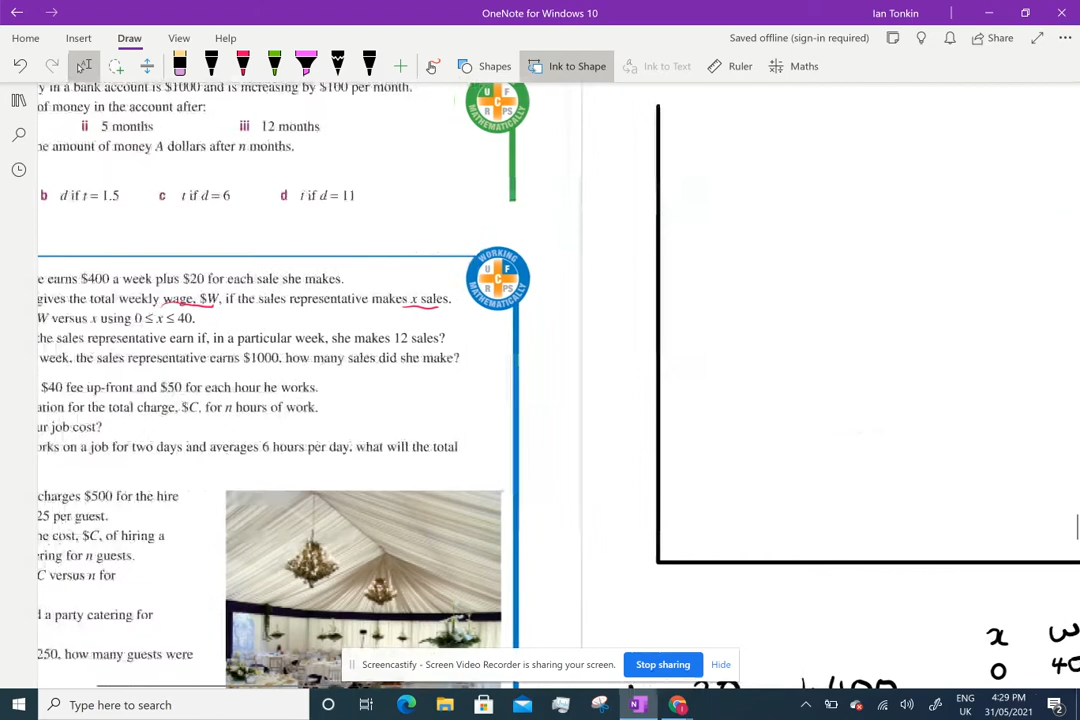 OneNote for Windows 10
Ian Tonkin
Home Insert Draw View Help
Saved offline (sign-in required)
Share
Shapes
Ink to Shape
Ink to Text
Ruler
Maths
y in a bank account is $1000 and is increasing by $100 per month.
of money in the account after:
ii 5 months iii 12 months
ne amount of money A dollars after n months.
b d if t = 1.5 c t if d = 6 d t if d = 11
U F C R PS
MATHEMATICALLY
e earns $400 a week plus $20 for each sale she makes.
gives the total weekly wage, $W, if the sales representative makes x sales.
W versus x using 0 ≤ x ≤ 40.
the sales representative earn if, in a particular week, she makes 12 sales?
week, the sales representative earns $1000, how many sales did she make?
WORKING
U F C R PS
MATHEMATICALLY
$40 fee up-front and $50 for each hour he works.
ation for the total charge, $C, for n hours of work.
ur job cost?
orks on a job for two days and averages 6 hours per day, what will the total
charges $500 for the hire
25 per guest.
ne cost, $C, of hiring a
ring for n guests.
C versus n for
d a party catering for
250, how many guests were
x w
0 40
Screencastify - Screen Video Recorder is sharing your screen.
Stop sharing
Hide
Type here to search
ENG
UK
4:29 PM
31/05/2021
2